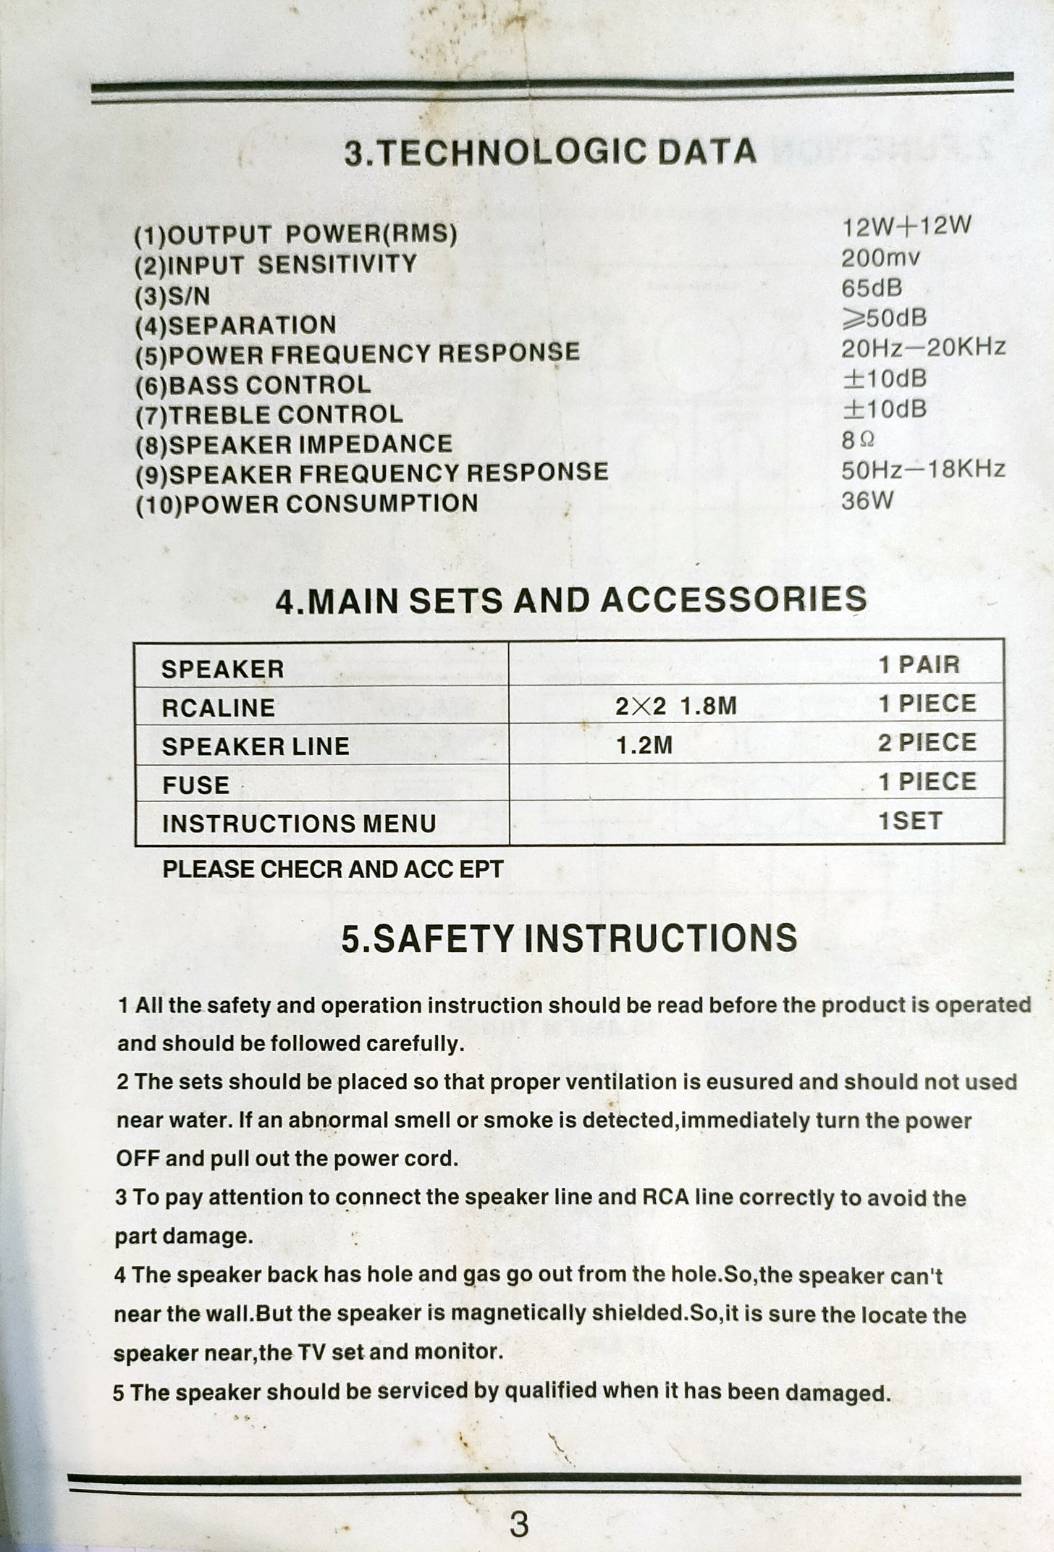 3.TECHNOLOGIC DATA
(1)OUTPUT POWER(RMS) 12W+12W
(2)INPUT SENSITIVITY 200mv
(3)S/N 65dB
(4)SEPARATION ⩾50dB
(5)POWER FREQUENCY RESPONSE 20Hz—20KHz
(6)BASS CONTROL ±10dB
(7)TREBLE CONTROL ±10dB
(8)SPEAKER IMPEDANCE 8Ω
(9)SPEAKER FREQUENCY RESPONSE 50Hz—18KHz
(10)POWER CONSUMPTION 36W
4.MAIN SETS AND ACCESSORIES
SPEAKER 1 PAIR
RCALINE 2×2 1.8M 1 PIECE
SPEAKER LINE 1.2M 2 PIECE
FUSE 1 PIECE
INSTRUCTIONS MENU 1SET
PLEASE CHECR AND ACC EPT
5.SAFETY INSTRUCTIONS
1 All the safety and operation instruction should be read before the product is operated
and should be followed carefully.
2 The sets should be placed so that proper ventilation is eusured and should not used
near water. If an abnormal smell or smoke is detected,immediately turn the power
OFF and pull out the power cord.
3 To pay attention to connect the speaker line and RCA line correctly to avoid the
part damage.
4 The speaker back has hole and gas go out from the hole.So,the speaker can't
near the wall.But the speaker is magnetically shielded.So,it is sure the locate the
speaker near,the TV set and monitor.
5 The speaker should be serviced by qualified when it has been damaged.
3